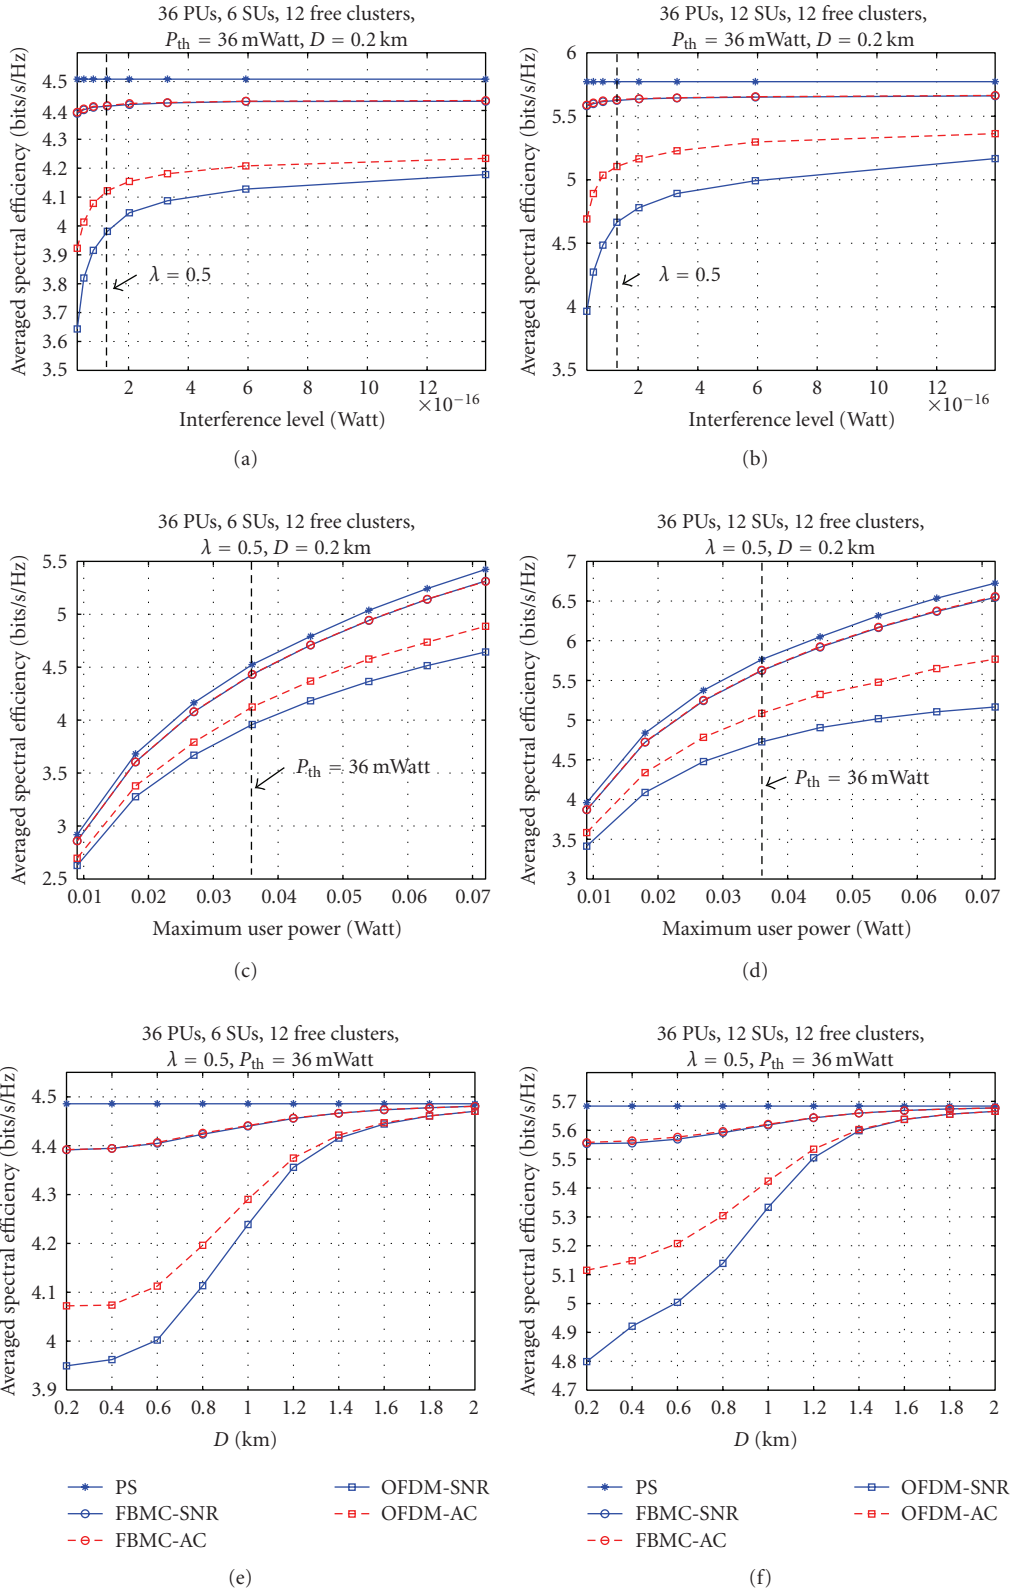 36 PUs, 6 SUs, 12 free clusters,
P_th = 36 mWatt, D = 0.2 km
Averaged spectral efficiency (bits/s/Hz)
4.5
4.4
4.3
4.2
4.1
4
3.9
3.8
3.7
3.6
3.5
λ = 0.5
2 4 6 8 10 12
×10−16
Interference level (Watt)
(a)
36 PUs, 12 SUs, 12 free clusters,
P_th = 36 mWatt, D = 0.2 km
Averaged spectral efficiency (bits/s/Hz)
6
5.5
5
4.5
4
3.5
λ = 0.5
2 4 6 8 10 12
×10−16
Interference level (Watt)
(b)
36 PUs, 6 SUs, 12 free clusters,
λ = 0.5, D = 0.2 km
Averaged spectral efficiency (bits/s/Hz)
5.5
5
4.5
4
3.5
3
2.5
P_th = 36 mWatt
0.01 0.02 0.03 0.04 0.05 0.06 0.07
Maximum user power (Watt)
(c)
36 PUs, 12 SUs, 12 free clusters,
λ = 0.5, D = 0.2 km
Averaged spectral efficiency (bits/s/Hz)
7
6.5
6
5.5
5
4.5
4
3.5
3
P_th = 36 mWatt
0.01 0.02 0.03 0.04 0.05 0.06 0.07
Maximum user power (Watt)
(d)
36 PUs, 6 SUs, 12 free clusters,
λ = 0.5, P_th = 36 mWatt
Averaged spectral efficiency (bits/s/Hz)
4.5
4.4
4.3
4.2
4.1
4
3.9
0.2 0.4 0.6 0.8 1 1.2 1.4 1.6 1.8 2
D (km)
PS
FBMC-SNR
FBMC-AC
OFDM-SNR
OFDM-AC
(e)
36 PUs, 12 SUs, 12 free clusters,
λ = 0.5, P_th = 36 mWatt
Averaged spectral efficiency (bits/s/Hz)
5.7
5.6
5.5
5.4
5.3
5.2
5.1
5
4.9
4.8
4.7
0.2 0.4 0.6 0.8 1 1.2 1.4 1.6 1.8 2
D (km)
PS
FBMC-SNR
FBMC-AC
OFDM-SNR
OFDM-AC
(f)